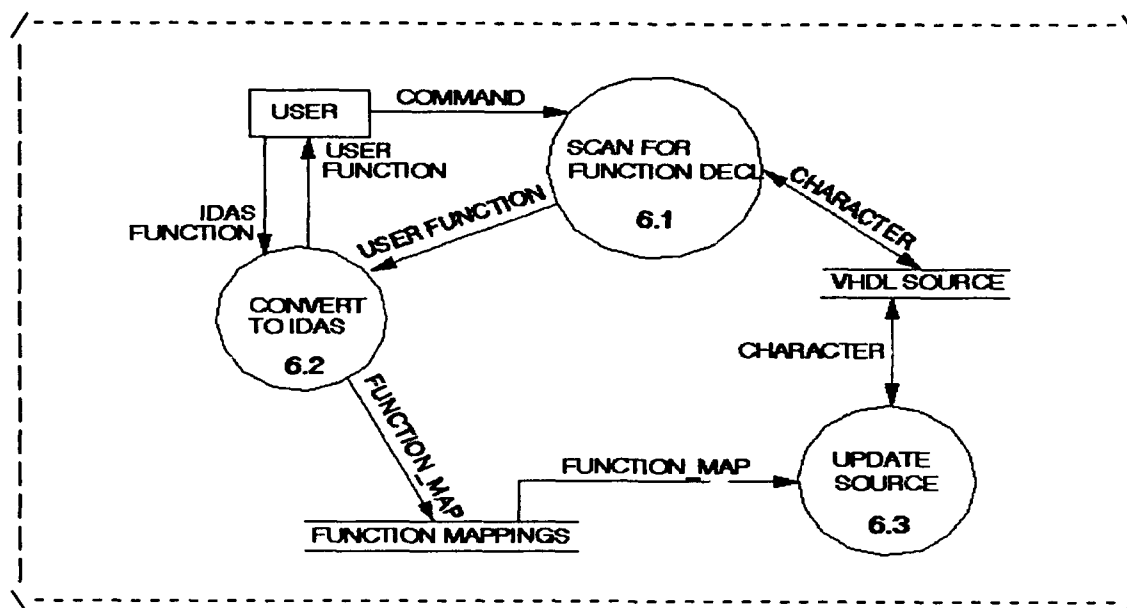 USER
COMMAND
USER
FUNCTION
IDAS
FUNCTION
SCAN FOR
FUNCTION DECL
6.1
USER FUNCTION
CHARACTER
VHDL SOURCE
CONVERT
TO IDAS
6.2
CHARACTER
FUNCTION_MAP
FUNCTION_MAP
UPDATE
SOURCE
6.3
FUNCTION MAPPINGS